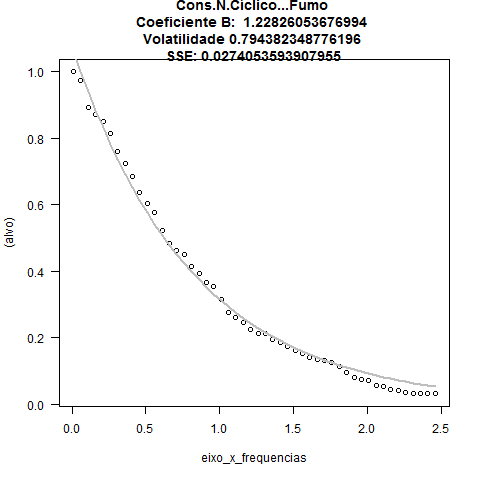 Cons.N.Ciclico...Fumo
Coeficiente B:  1.22826053676994
Volatilidade 0.794382348776196
SSE: 0.0274053593907955
1.0
0.8
0.6
0.4
0.2
0.0
(alvo)
0.0 0.5 1.0 1.5 2.0 2.5
eixo_x_frequencias